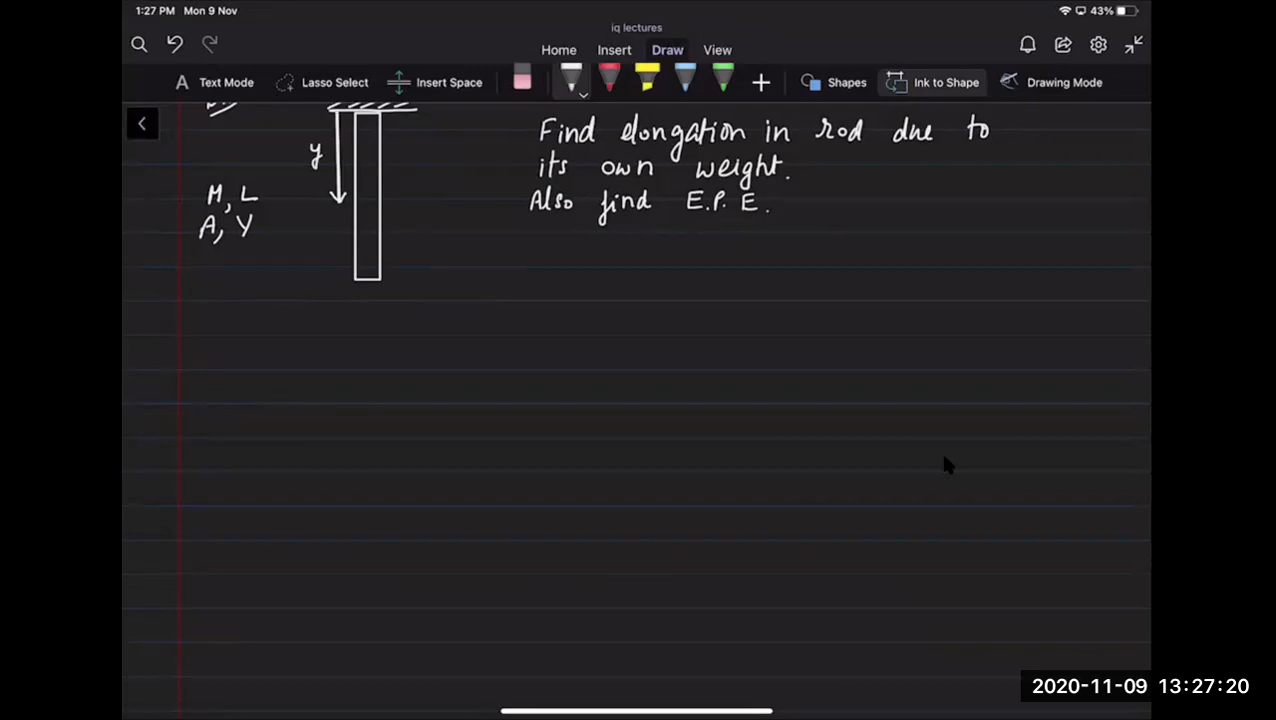 1:27 PM Mon 9 Nov
43%
iq lectures
Home Insert Draw View
Text Mode Lasso Select Insert Space Shapes Ink to Shape Drawing Mode
Find elongation in rod due to
its own weight.
Also find E.P.E.
y
M, L
A, Y
2020-11-09 13:27:20